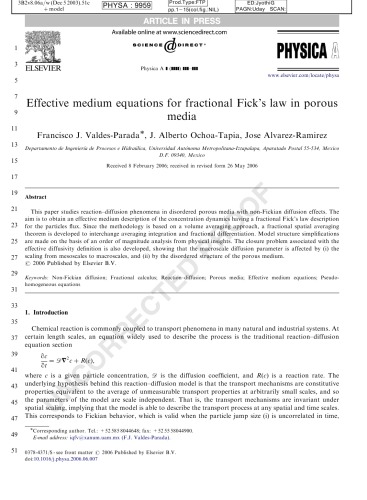 3B2v8.06a/w (Dec 5 2003).51c
+ model
PHYSA : 9959
Prod.Type:FTP
pp.1–15(col.fig.:NIL)
ED:JyothiG
PAGN:Uday SCAN:
ARTICLE IN PRESS
Available online at www.sciencedirect.com
SCIENCE DIRECT®
ELSEVIER
Physica A
PHYSICA A
www.elsevier.com/locate/physa
Effective medium equations for fractional Fick's law in porous
media
Francisco J. Valdes-Parada*, J. Alberto Ochoa-Tapia, Jose Alvarez-Ramirez
Departamento de Ingeniería de Procesos e Hidráulica, Universidad Autónoma Metropolitana-Iztapalapa, Apartado Postal 55-534, Mexico
D.F. 09340, Mexico
Received 8 February 2006; received in revised form 26 May 2006
Abstract
This paper studies reaction–diffusion phenomena in disordered porous media with non-Fickian diffusion effects. The
aim is to obtain an effective medium description of the concentration dynamics having a fractional Fick's law description
for the particles flux. Since the methodology is based on a volume averaging approach, a fractional spatial averaging
theorem is developed to interchange averaging integration and fractional differentiation. Model structure simplifications
are made on the basis of an order of magnitude analysis from physical insights. The closure problem associated with the
effective diffusivity definition is also developed, showing that the macroscale diffusion parameter is affected by (i) the
scaling from mesoscales to macroscales, and (ii) by the disordered structure of the porous medium.
© 2006 Published by Elsevier B.V.
Keywords: Non-Fickian diffusion; Fractional calculus; Reaction–diffusion; Porous media; Effective medium equations; Pseudo-
homogeneous equations
1. Introduction
Chemical reaction is commonly coupled to transport phenomena in many natural and industrial systems. At
certain length scales, an equation widely used to describe the process is the traditional reaction–diffusion
equation section
∂c/∂t = 𝒟∇²c + R(c),
where c is a given particle concentration, 𝒟 is the diffusion coefficient, and R(c) is a reaction rate. The
underlying hypothesis behind this reaction–diffusion model is that the transport mechanisms are constitutive
properties equivalent to the average of unmeasurable transport properties at arbitrarily small scales, and so
the parameters of the model are scale independent. That is, the transport mechanisms are invariant under
spatial scaling, implying that the model is able to describe the transport process at any spatial and time scales.
This corresponds to Fickian behavior, which is valid when the particle jump size (i) is uncorrelated in time,
*Corresponding author. Tel.: +52 583 8044648; fax: +52 55 58044900.
E-mail address: iqfv@xanum.uam.mx (F.J. Valdes-Parada).
0378-4371/$ - see front matter © 2006 Published by Elsevier B.V.
doi:10.1016/j.physa.2006.06.007
1
3
5
7
9
11
13
15
17
19
21
23
25
27
29
31
33
35
37
39
41
43
45
47
49
51
UNCORRECTED PROOF